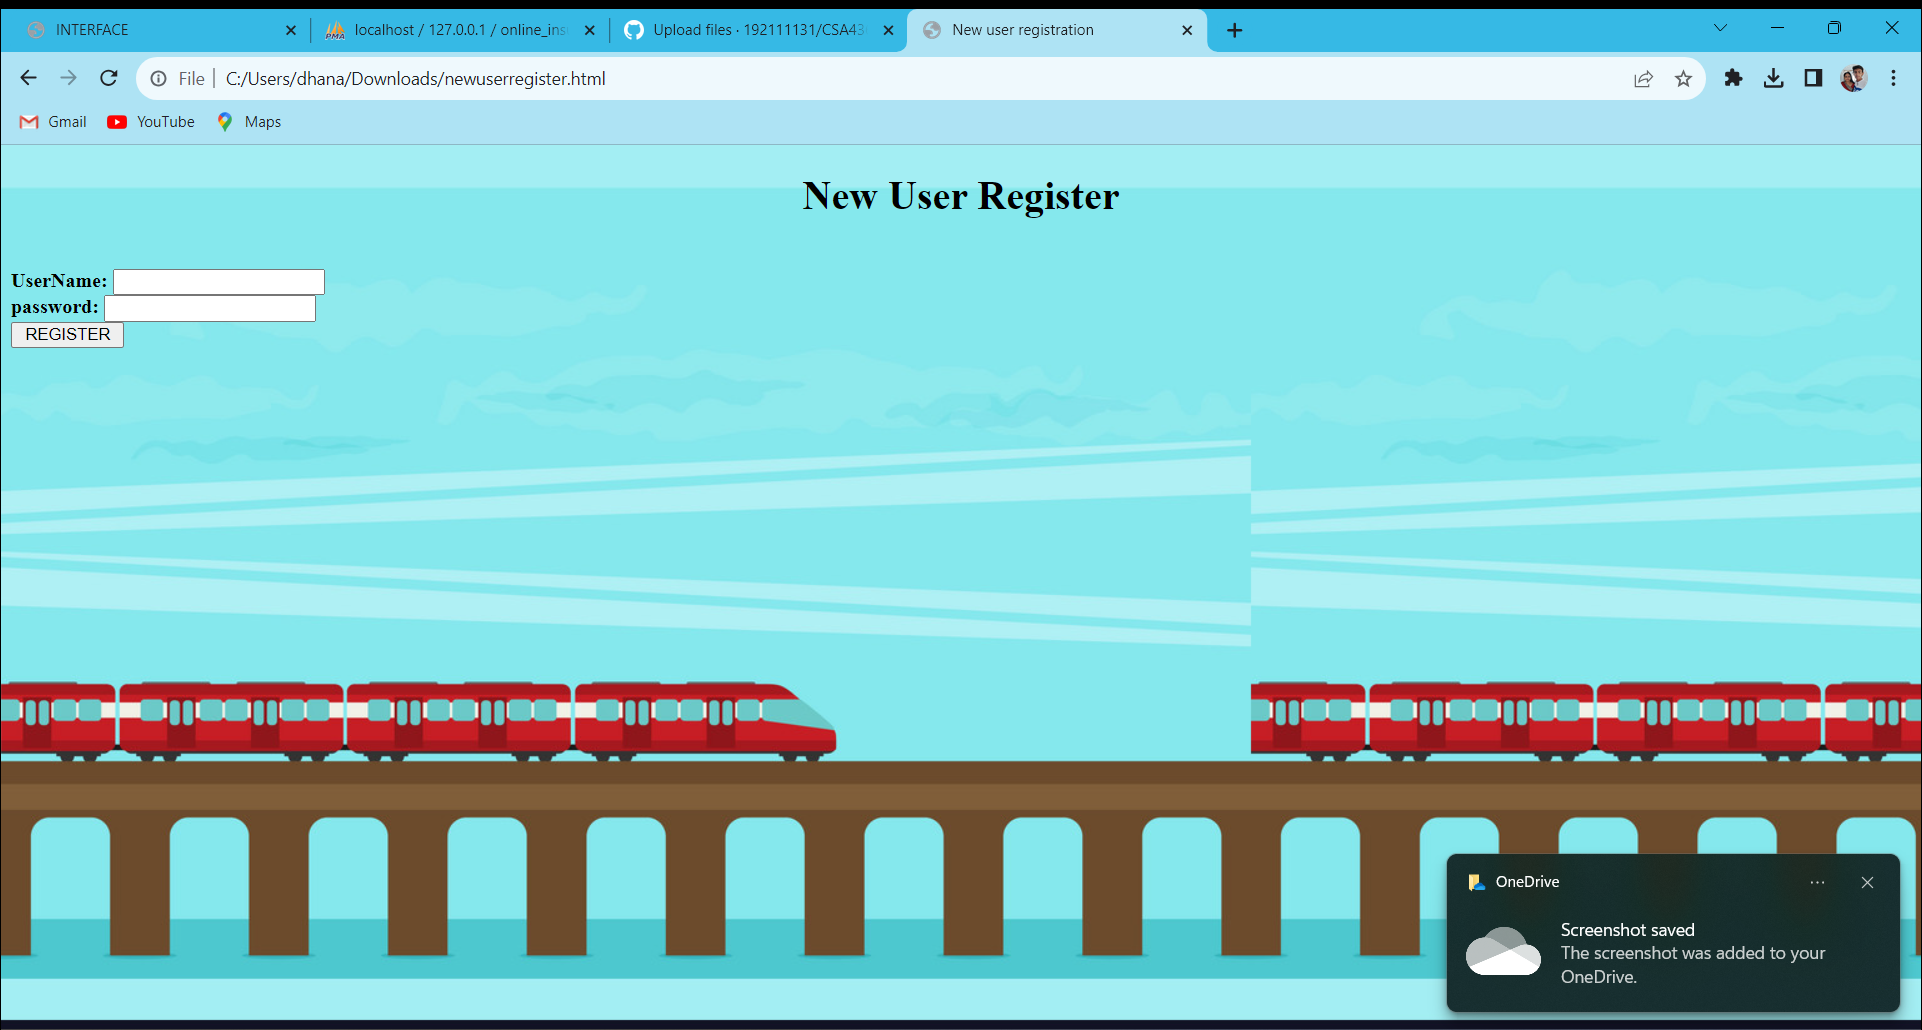 INTERFACE
localhost / 127.0.0.1 / online_ins
Upload files · 192111131/CSA43
New user registration
File
C:/Users/dhana/Downloads/newuserregister.html
Gmail
YouTube
Maps
New User Register
UserName:
password:
REGISTER
OneDrive
Screenshot saved
The screenshot was added to your
OneDrive.